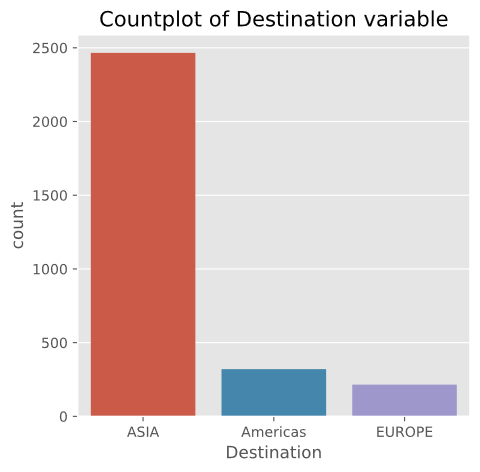 Countplot of Destination variable
2500
2000
1500
1000
500
0
count
ASIA Americas EUROPE
Destination